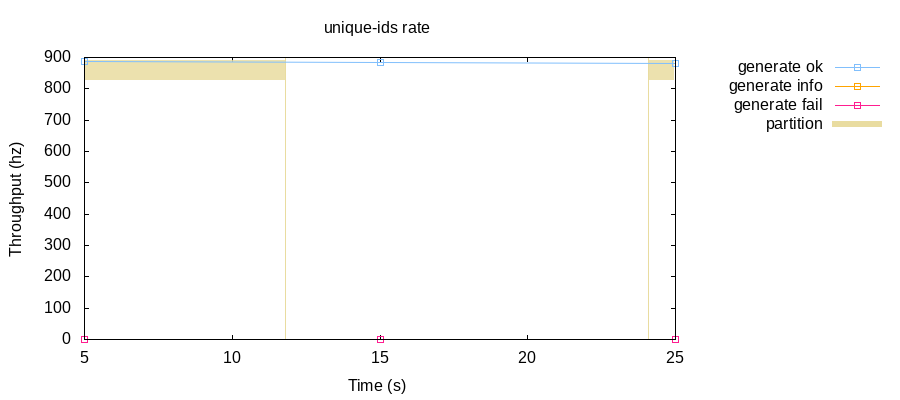 unique-ids rate
900
800
700
600
500
400
300
200
100
0
Throughput (hz)
5
10
15
20
25
Time (s)
generate ok
generate info
generate fail
partition